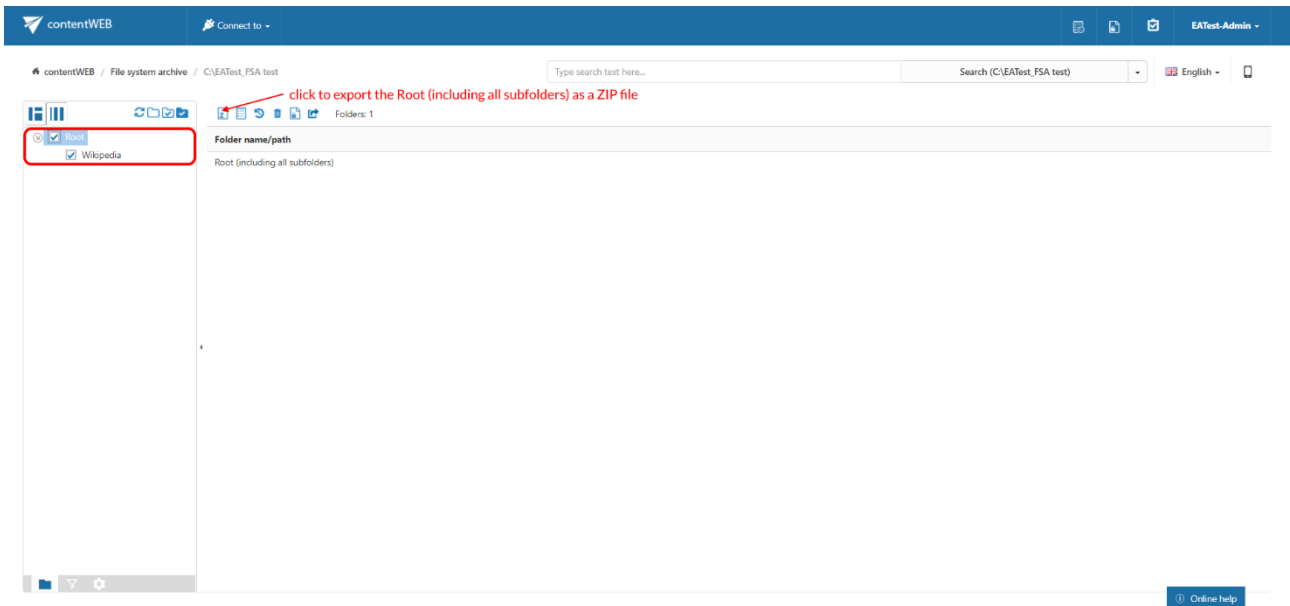 contentWEB
Connect to
EATest-Admin
contentWEB / File system archive / C:\EATest_FSA test
Type search text here...
Search (C:\EATest_FSA test)
English
click to export the Root (including all subfolders) as a ZIP file
Folders: 1
Root
Folder name/path
Wikipedia
Root (including all subfolders)
Online help